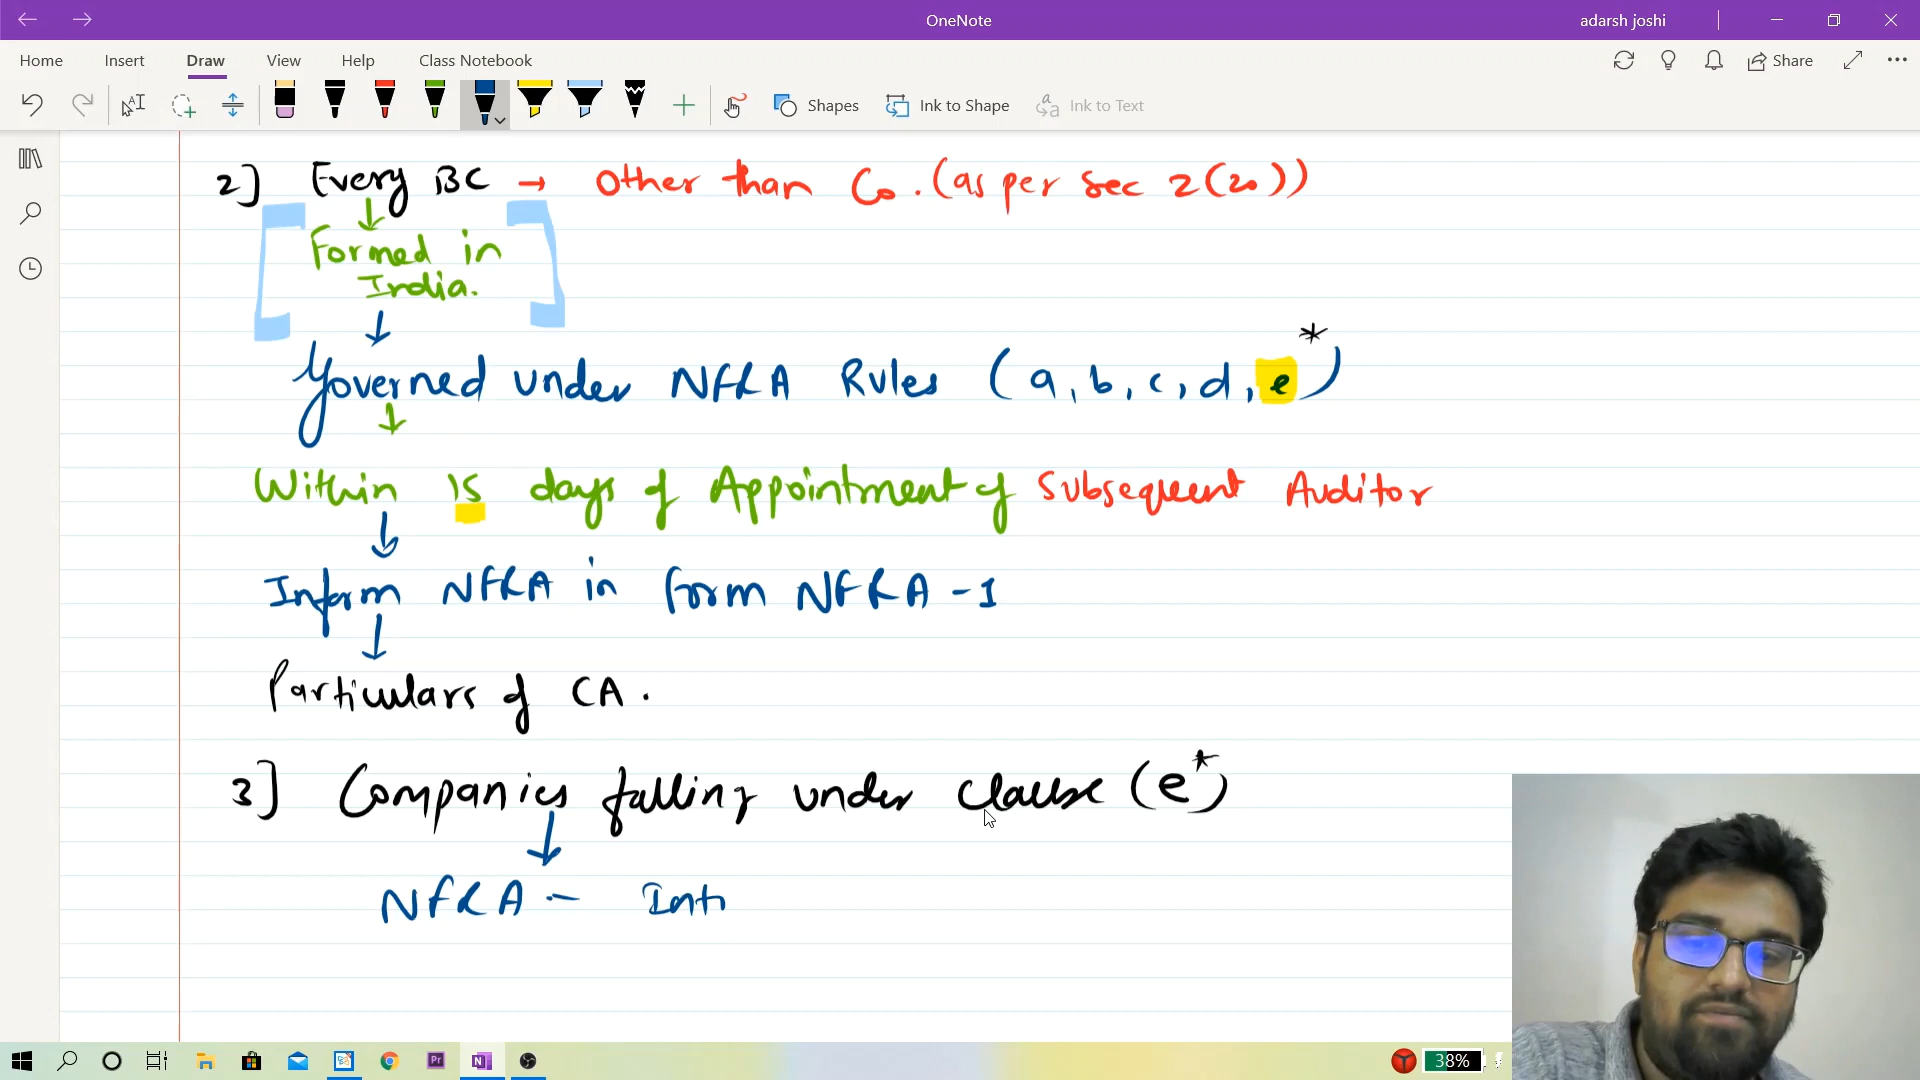 OneNote
adarsh joshi
Home Insert Draw View Help Class Notebook
Share
Shapes Ink to Shape Ink to Text
2] Every BC → Other than Co. (as per Sec 2(20))
Formed in
India.
Governed under NFRA Rules (a, b, c, d, e*)
Within 15 days of Appointment of Subsequent Auditor
Inform NFRA in form NFRA-1
Particulars of CA.
3] Companies falling under clause (e*)
NFRA - Inti
38%